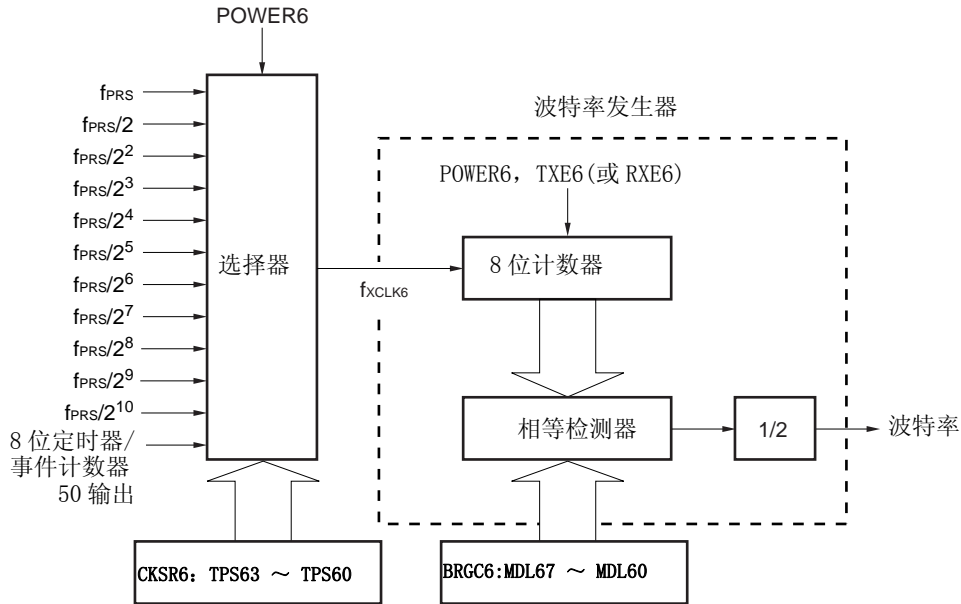 POWER6
fPRS
fPRS/2
fPRS/2²
fPRS/2³
fPRS/2⁴
fPRS/2⁵
fPRS/2⁶
fPRS/2⁷
fPRS/2⁸
fPRS/2⁹
fPRS/2¹⁰
8 位定时器/
事件计数器
50 输出
选择器
fXCLK6
波特率发生器
POWER6, TXE6(或 RXE6)
8 位计数器
相等检测器
1/2
波特率
CKSR6: TPS63 ～ TPS60
BRGC6:MDL67 ～ MDL60